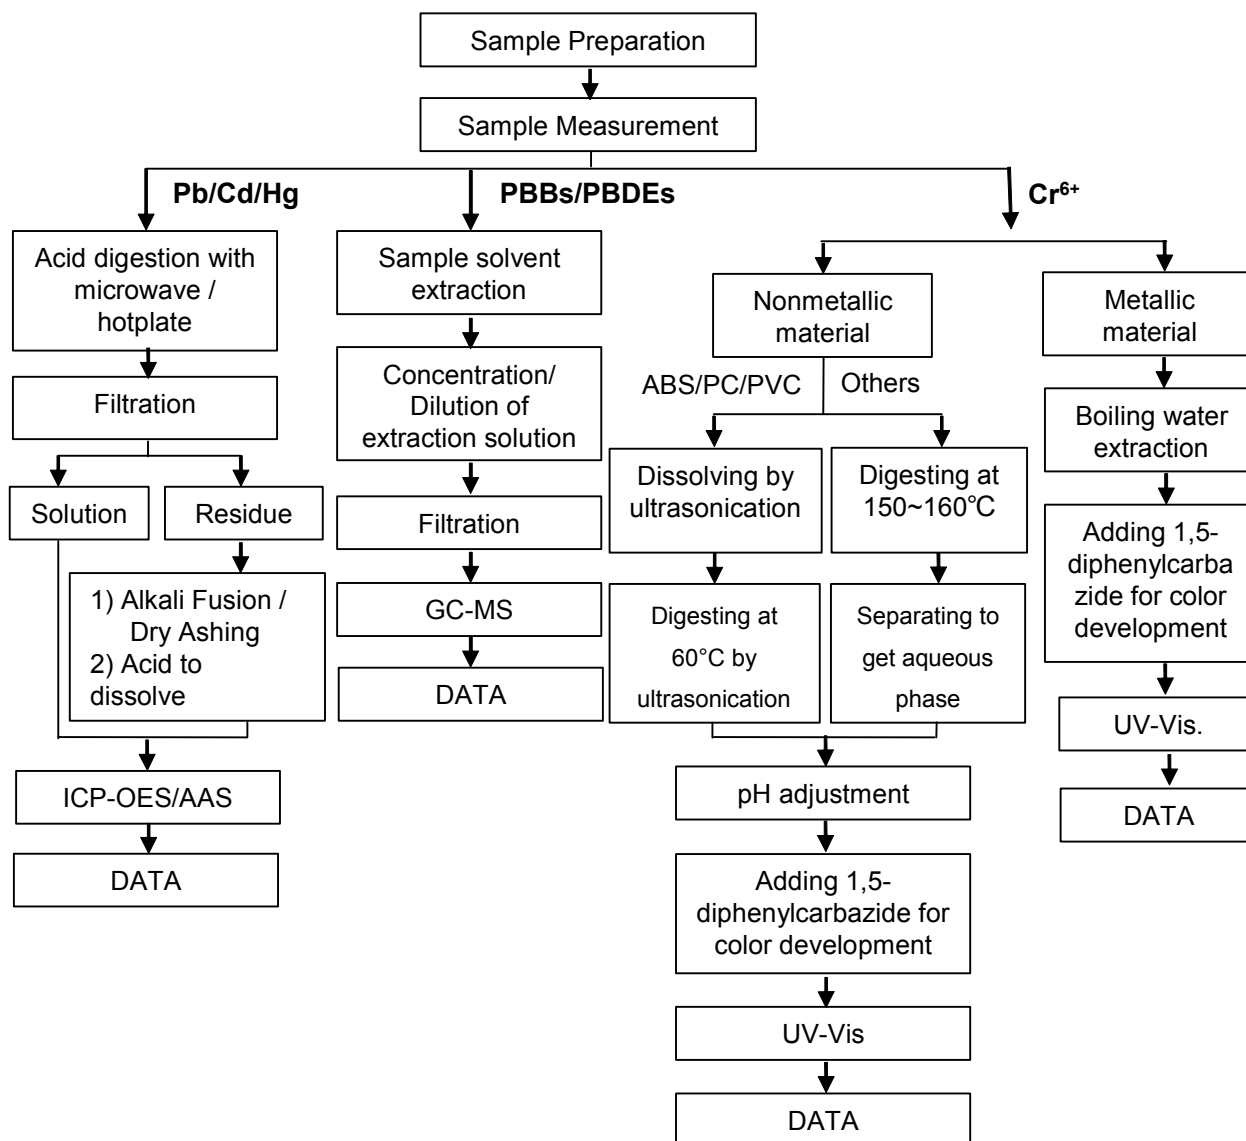 Sample Preparation
Sample Measurement
Pb/Cd/Hg
PBBs/PBDEs
Cr⁶⁺
Acid digestion with
microwave /
hotplate
Filtration
Solution
Residue
1) Alkali Fusion /
Dry Ashing
2) Acid to
dissolve
ICP-OES/AAS
DATA
Sample solvent
extraction
Concentration/
Dilution of
extraction solution
Filtration
GC-MS
DATA
Nonmetallic
material
ABS/PC/PVC
Others
Dissolving by
ultrasonication
Digesting at
60°C by
ultrasonication
Digesting at
150~160℃
Separating to
get aqueous
phase
pH adjustment
Adding 1,5-
diphenylcarbazide for
color development
UV-Vis
DATA
Metallic
material
Boiling water
extraction
Adding 1,5-
diphenylcarba
zide for color
development
UV-Vis.
DATA